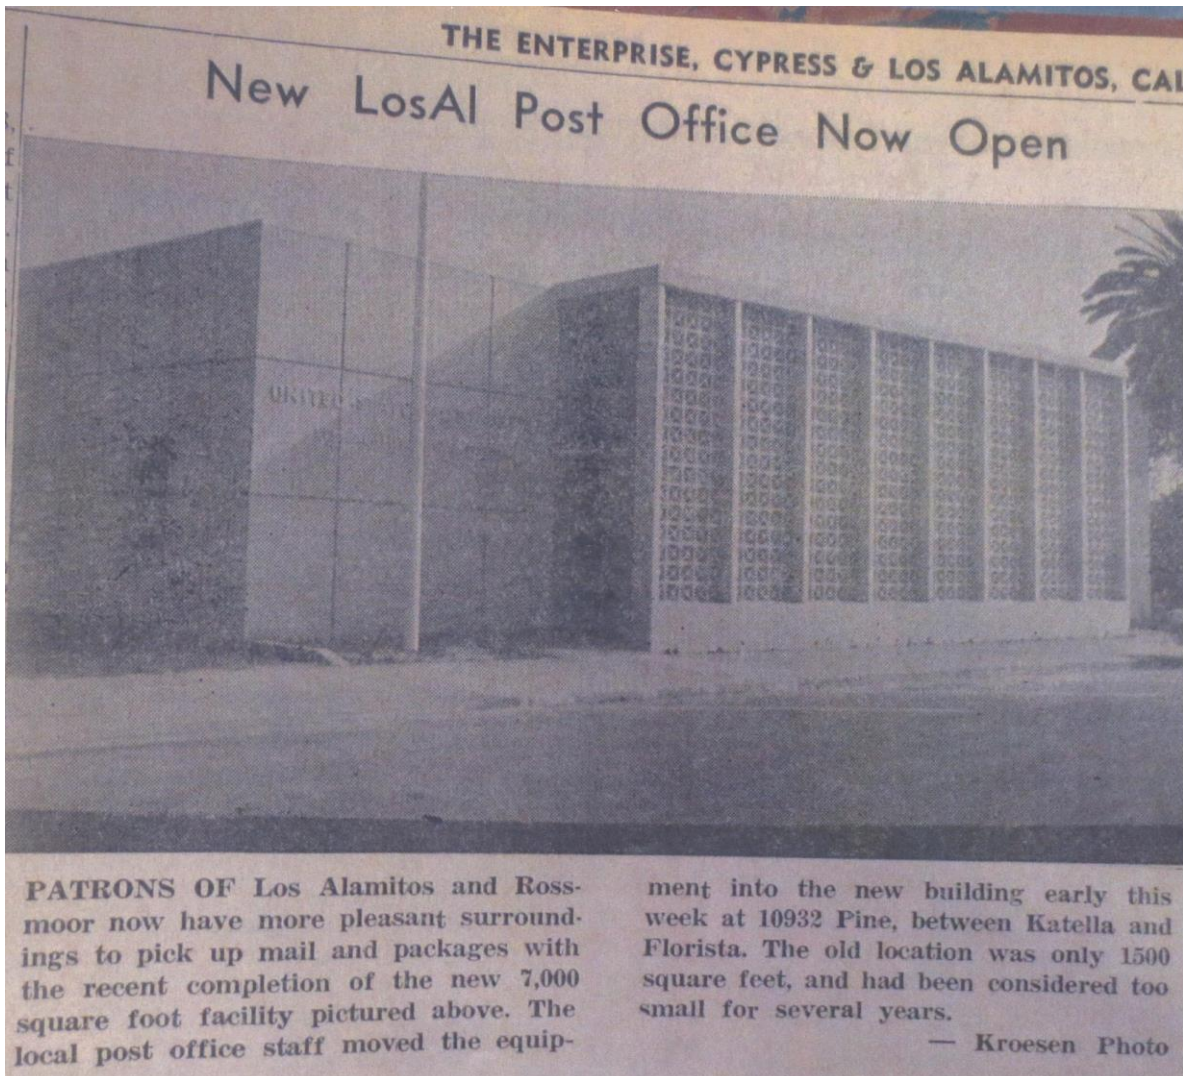 THE ENTERPRISE, CYPRESS & LOS ALAMITOS, CAL
New LosAl Post Office Now Open
UNITED
PATRONS OF Los Alamitos and Ross-
moor now have more pleasant surround-
ings to pick up mail and packages with
the recent completion of the new 7,000
square foot facility pictured above. The
local post office staff moved the equip-
ment into the new building early this
week at 10932 Pine, between Katella and
Florista. The old location was only 1500
square feet, and had been considered too
small for several years.
— Kroesen Photo